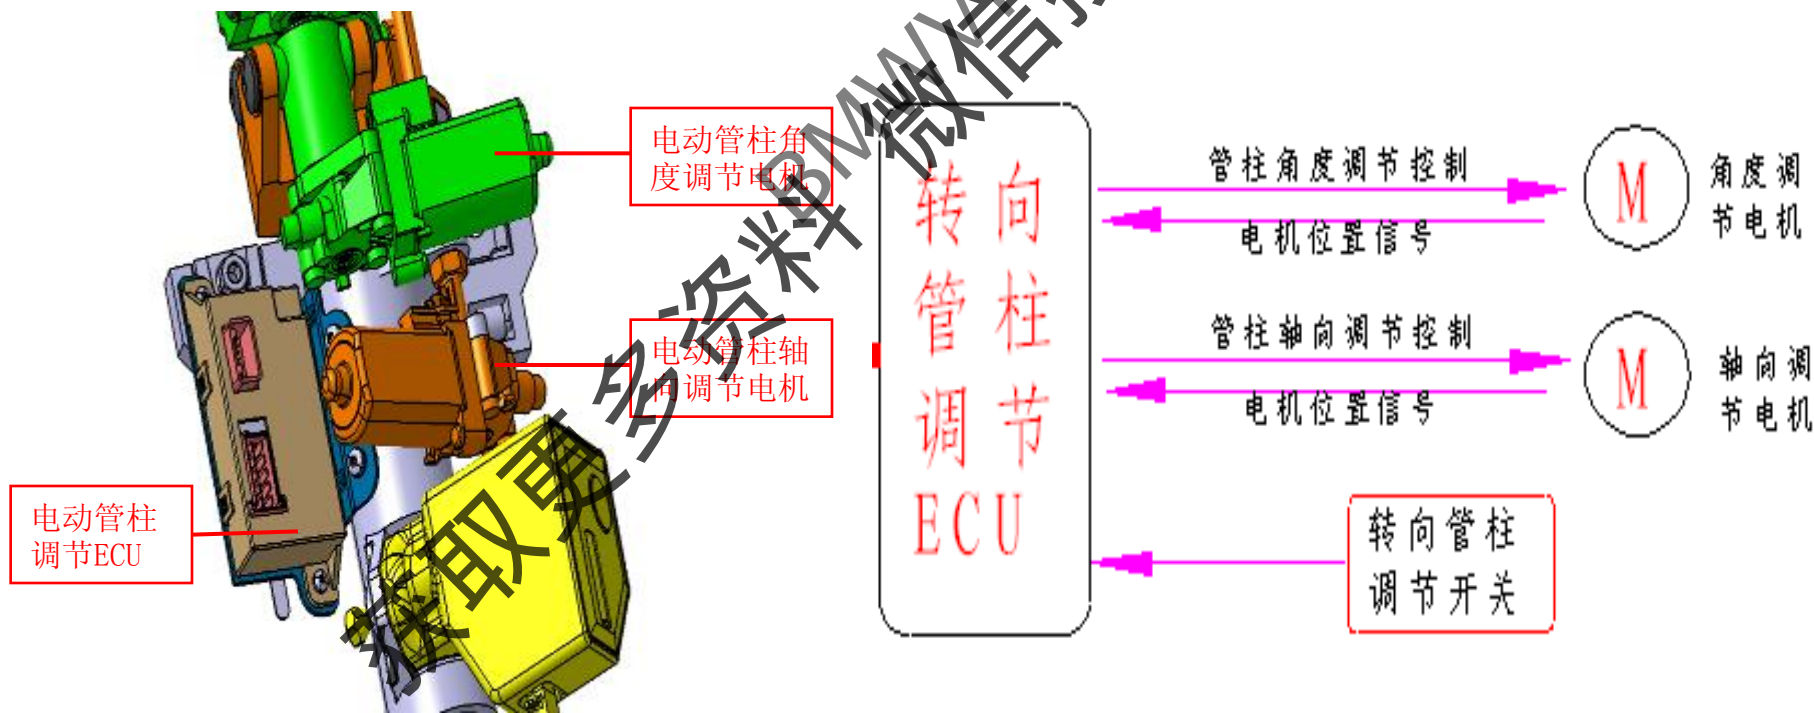 电动管柱角
度调节电机
电动管柱轴
向调节电机
电动管柱
调节ECU
转向
管柱
调节
ECU
管柱角度调节控制
电机位置信号
M
角度调
节电机
管柱轴向调节控制
电机位置信号
M
轴向调
节电机
转向管柱
调节开关
获取更多资料 微信搜